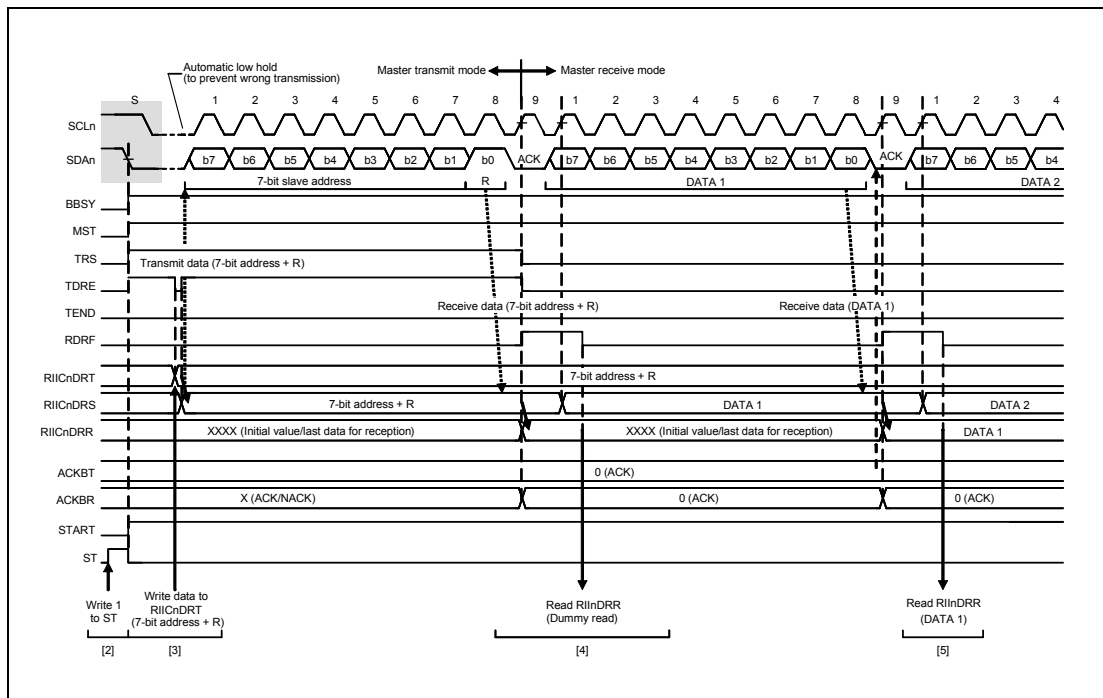 Automatic low hold
(to prevent wrong transmission)
Master transmit mode
Master receive mode
S 1 2 3 4 5 6 7 8 9 1 2 3 4 5 6 7 8 9 1 2 3 4
SCLn
SDAn b7 b6 b5 b4 b3 b2 b1 b0 ACK b7 b6 b5 b4 b3 b2 b1 b0 ACK b7 b6 b5 b4
7-bit slave address R DATA 1 DATA 2
BBSY
MST
TRS
Transmit data (7-bit address + R)
TDRE
Receive data (7-bit address + R) Receive data (DATA 1)
TEND
RDRF
RIICnDRT 7-bit address + R
RIICnDRS 7-bit address + R DATA 1 DATA 2
RIICnDRR XXXX (Initial value/last data for reception) XXXX (Initial value/last data for reception) DATA 1
ACKBT 0 (ACK)
ACKBR X (ACK/NACK) 0 (ACK) 0 (ACK)
START
ST
Write 1
to ST
Write data to
RIICnDRT
(7-bit address + R)
Read RIInDRR
(Dummy read)
Read RIInDRR
(DATA 1)
[2] [3] [4] [5]